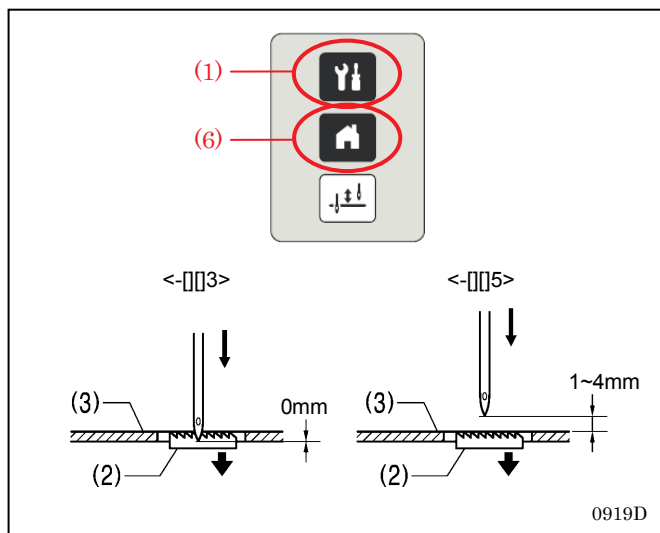 (1)
(6)
<-[][]3>
<-[][]5>
(3)
0mm
(2)
(3)
1~4mm
(2)
0919D